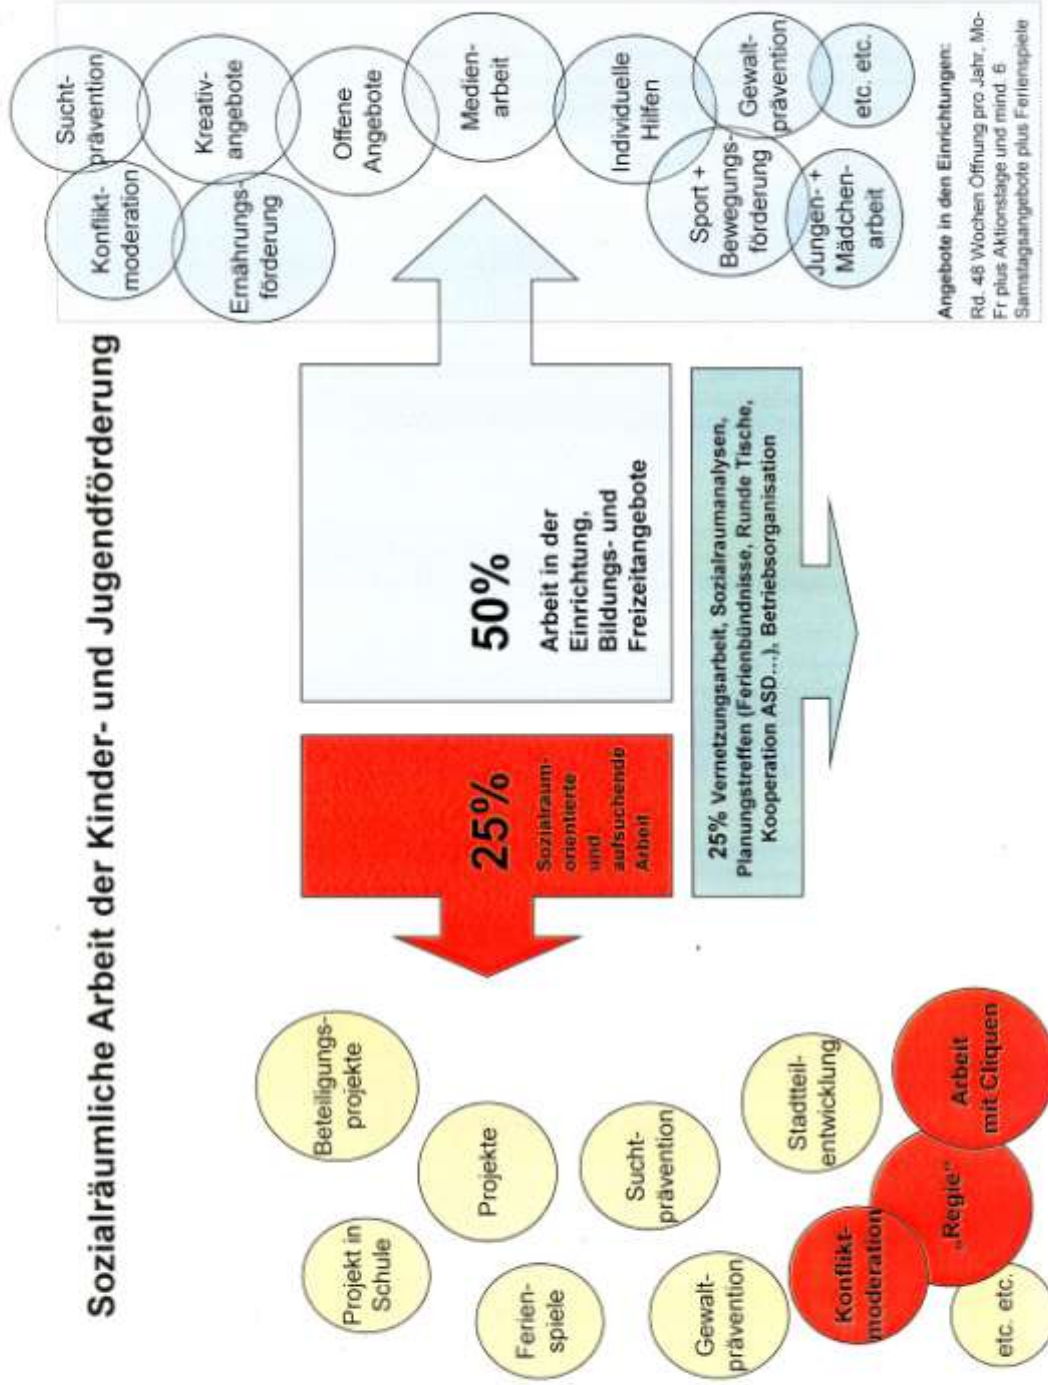 Sozialräumliche Arbeit der Kinder- und Jugendförderung
Projekt in
Schule
Beteiligungs-
projekte
Ferien-
spiele
Projekte
Gewalt-
prävention
Sucht-
prävention
Stadtteil-
entwicklung
Konflikt-
moderation
„Regie“
Arbeit
mit Cliquen
etc. etc.
25%
Sozialraum-
orientierte
und
aufsuchende
Arbeit
50%
Arbeit in der
Einrichtung,
Bildungs- und
Freizeitangebote
25% Vernetzungsarbeit, Sozialraumanalysen,
Planungstreffen (Ferienbündnisse, Runde Tische,
Kooperation ASD...), Betriebsorganisation
Konflikt-
moderation
Sucht-
prävention
Ernährungs-
förderung
Kreativ-
angebote
Offene
Angebote
Medien-
arbeit
Individuelle
Hilfen
Sport +
Bewegungs-
förderung
Gewalt-
prävention
Jungen- +
Mädchen-
arbeit
etc. etc.
Angebote in den Einrichtungen:
Rd. 48 Wochen Öffnung pro Jahr, Mo-
Fr plus Aktionstage und mind. 6
Samstagsangebote plus Ferienspiele